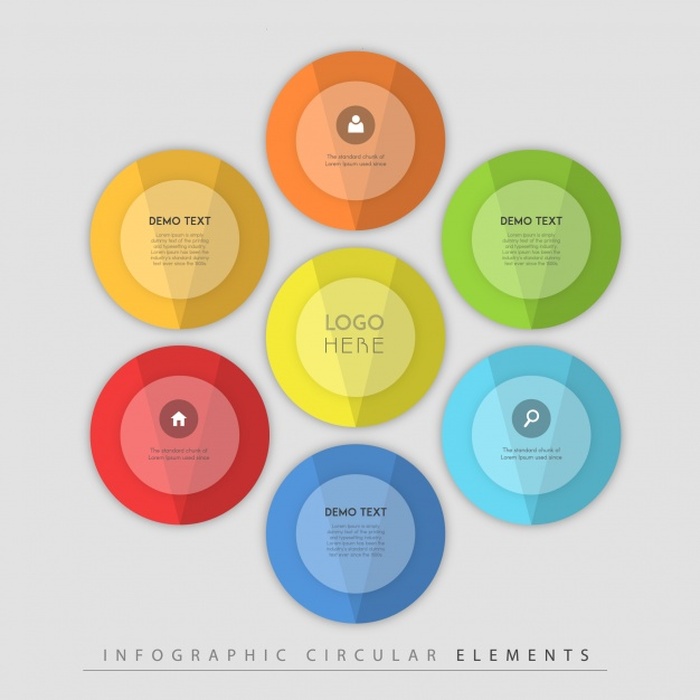 The standard chunk of
Lorem Ipsum used since
DEMO TEXT
Lorem Ipsum is empty
dummy text of the printing
and typesetting industry.
Lorem Ipsum has been the
industry's standard dummy
text ever since the 1500s
DEMO TEXT
Lorem Ipsum is empty
dummy text of the printing
and typesetting industry.
Lorem Ipsum has been the
industry's standard dummy
text ever since the 1500s
LOGO
HERE
The standard chunk of
Lorem Ipsum used since
The standard chunk of
Lorem Ipsum used since
DEMO TEXT
Lorem Ipsum is empty
dummy text of the printing
and typesetting industry.
Lorem Ipsum has been the
industry's standard dummy
text ever since the 1500s
INFOGRAPHIC CIRCULAR ELEMENTS